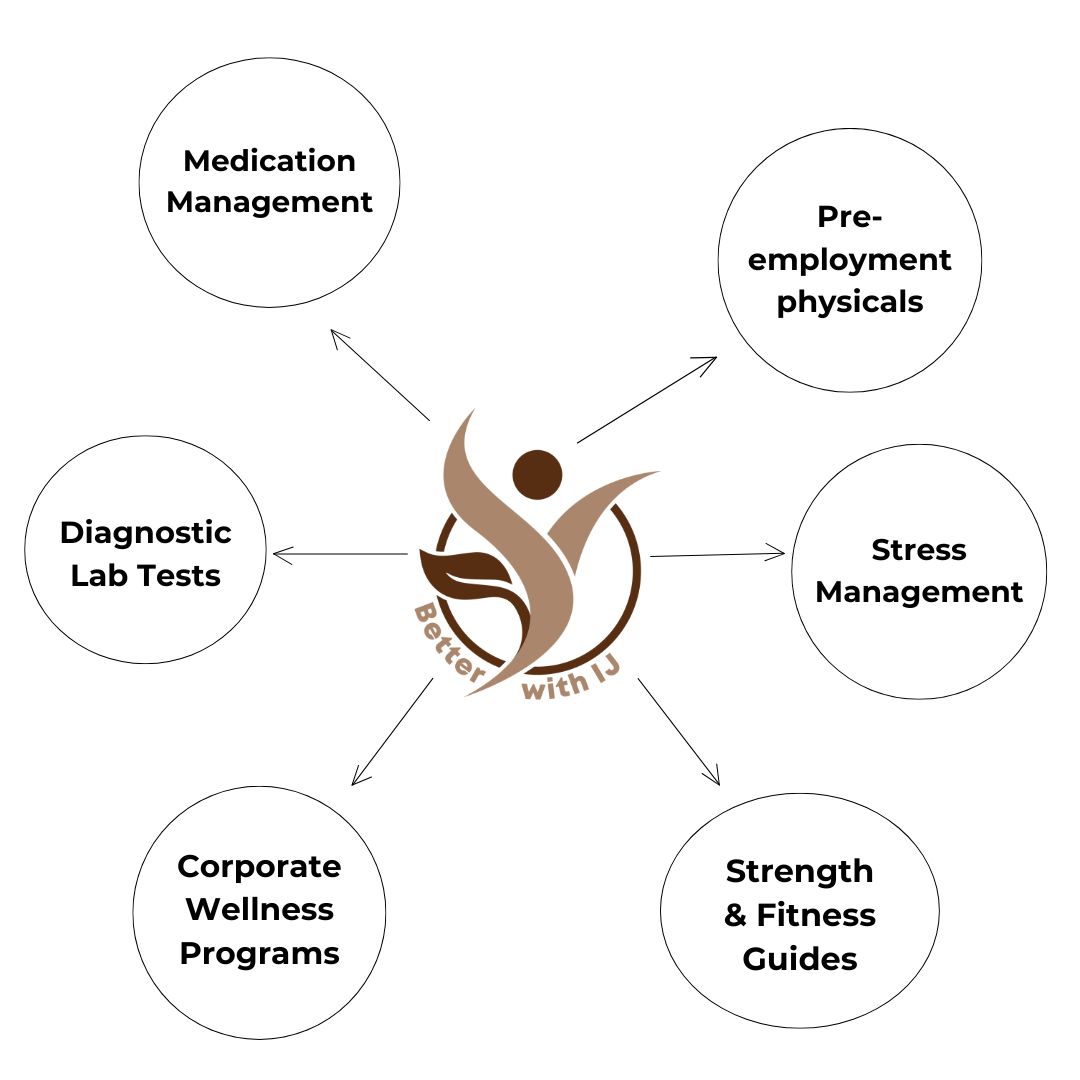 Medication
Management
Pre-
employment
physicals
Diagnostic
Lab Tests
Stress
Management
Better with IJ
Corporate
Wellness
Programs
Strength
& Fitness
Guides